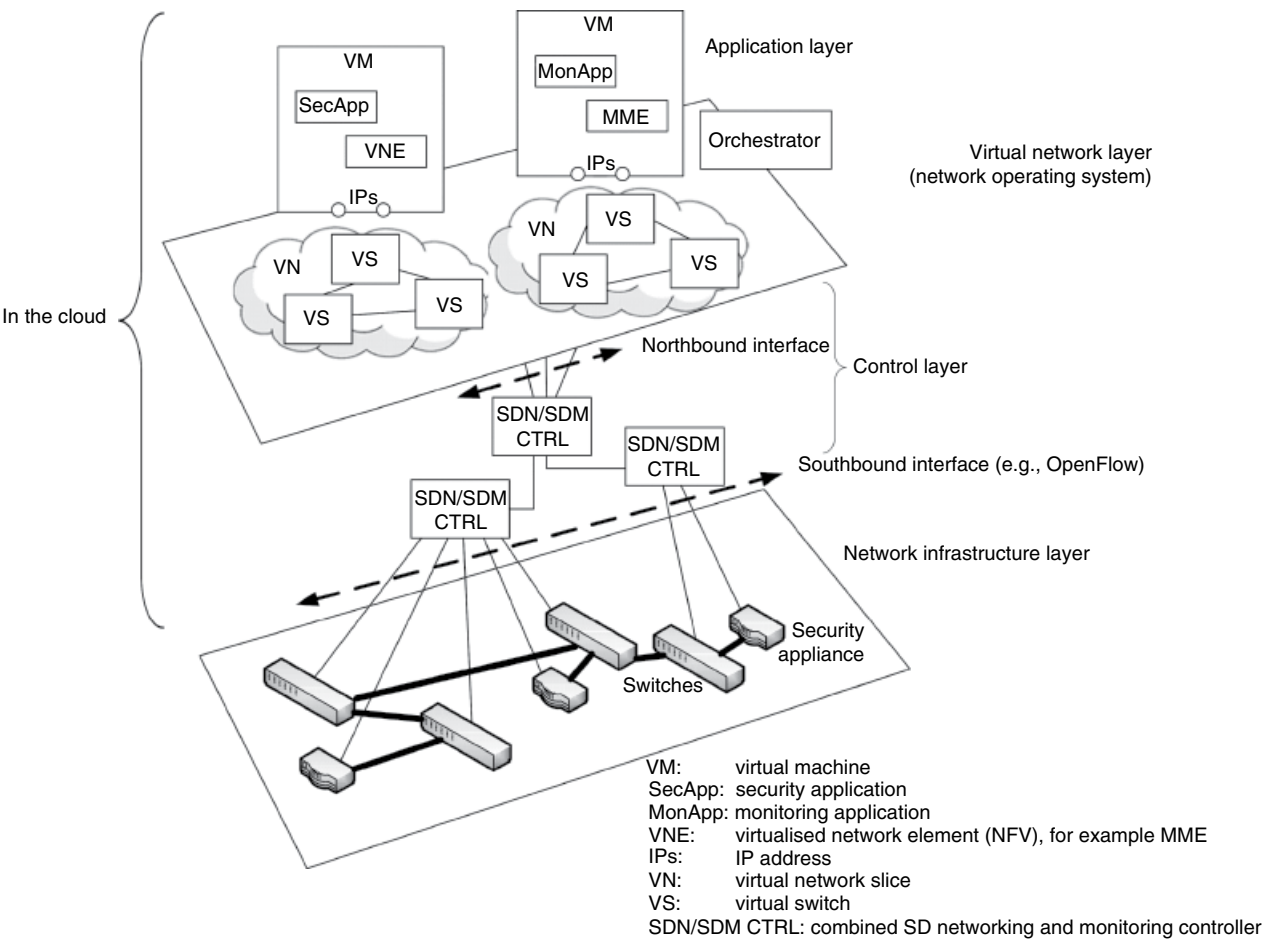 VM
Application layer
VM
MonApp
SecApp
MME
Orchestrator
VNE
Virtual network layer
(network operating system)
IPs
IPs
VS
VN
VS
VN
VS
VS
VS
VS
In the cloud
Northbound interface
Control layer
SDN/SDM
CTRL
SDN/SDM
CTRL
Southbound interface (e.g., OpenFlow)
SDN/SDM
CTRL
Network infrastructure layer
Security
appliance
Switches
VM: virtual machine
SecApp: security application
MonApp: monitoring application
VNE: virtualised network element (NFV), for example MME
IPs: IP address
VN: virtual network slice
VS: virtual switch
SDN/SDM CTRL: combined SD networking and monitoring controller